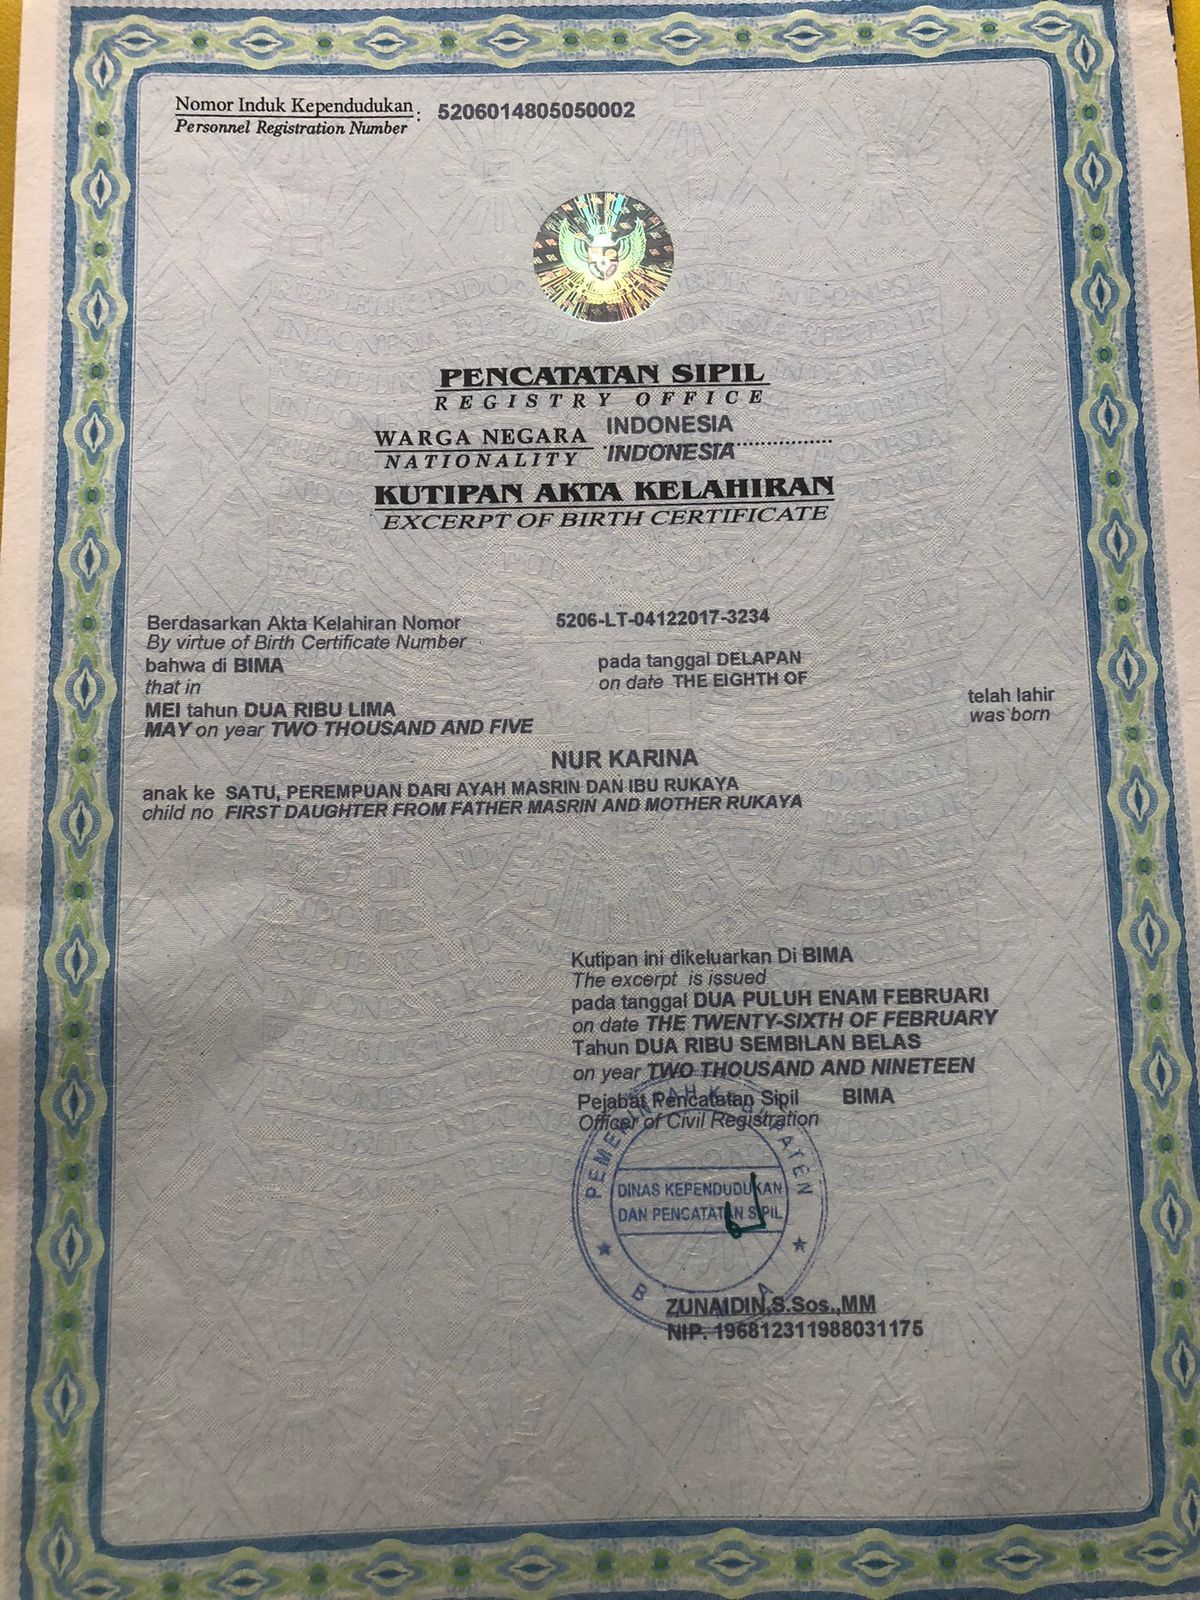 Nomor Induk Kependudukan : 5206014805050002
Personnel Registration Number
PENCATATAN SIPIL
REGISTRY OFFICE
WARGA NEGARA INDONESIA
NATIONALITY INDONESIA
KUTIPAN AKTA KELAHIRAN
EXCERPT OF BIRTH CERTIFICATE
Berdasarkan Akta Kelahiran Nomor 5206-LT-04122017-3234
By virtue of Birth Certificate Number
bahwa di BIMA pada tanggal DELAPAN
that in on date THE EIGHTH OF
MEI tahun DUA RIBU LIMA telah lahir
MAY on year TWO THOUSAND AND FIVE was born
NUR KARINA
anak ke SATU, PEREMPUAN DARI AYAH MASRIN DAN IBU RUKAYA
child no FIRST DAUGHTER FROM FATHER MASRIN AND MOTHER RUKAYA
Kutipan ini dikeluarkan Di BIMA
The excerpt is issued
pada tanggal DUA PULUH ENAM FEBRUARI
on date THE TWENTY-SIXTH OF FEBRUARY
Tahun DUA RIBU SEMBILAN BELAS
on year TWO THOUSAND AND NINETEEN
Pejabat Pencatatan Sipil BIMA
Officer of Civil Registration
PEMERINTAH KABUPATEN
DINAS KEPENDUDUKAN
DAN PENCATATAN SIPIL
BIMA
ZUNAIDIN,S.Sos.,MM
NIP. 196812311988031175